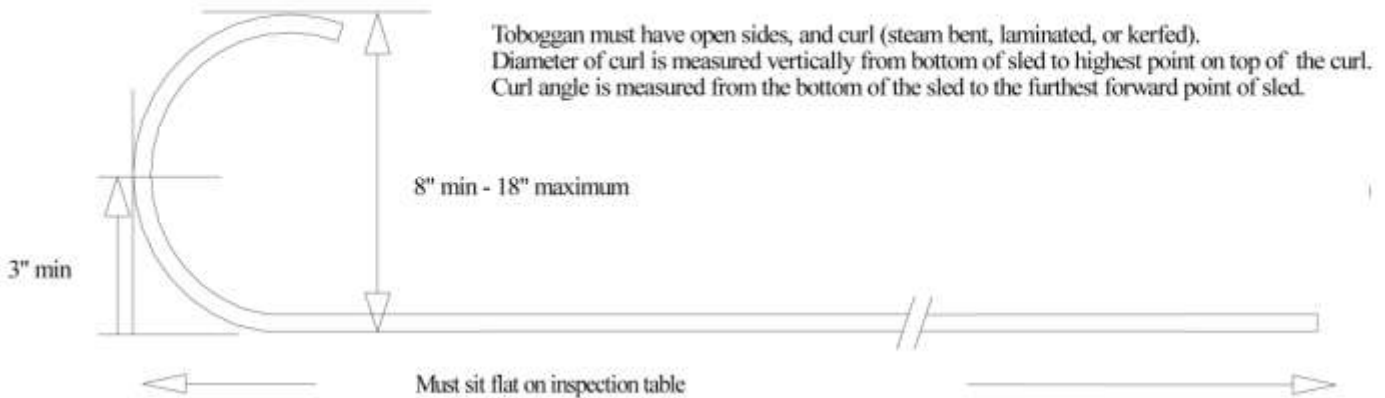 Toboggan must have open sides, and curl (steam bent, laminated, or kerfed).
Diameter of curl is measured vertically from bottom of sled to highest point on top of the curl.
Curl angle is measured from the bottom of the sled to the furthest forward point of sled.
8" min - 18" maximum
3" min
Must sit flat on inspection table